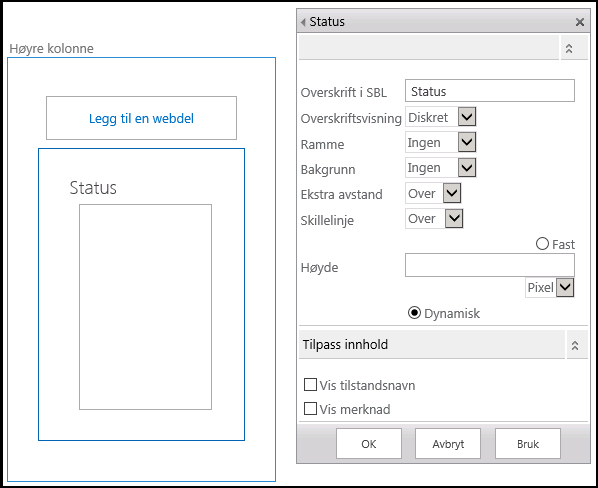 Høyre kolonne
Legg til en webdel
Status
Status
Overskrift i SBL Status
Overskriftsvisning Diskret
Ramme Ingen
Bakgrunn Ingen
Ekstra avstand Over
Skillelinje Over
Fast
Høyde
Pixel
Dynamisk
Tilpass innhold
Vis tilstandsnavn
Vis merknad
OK Avbryt Bruk